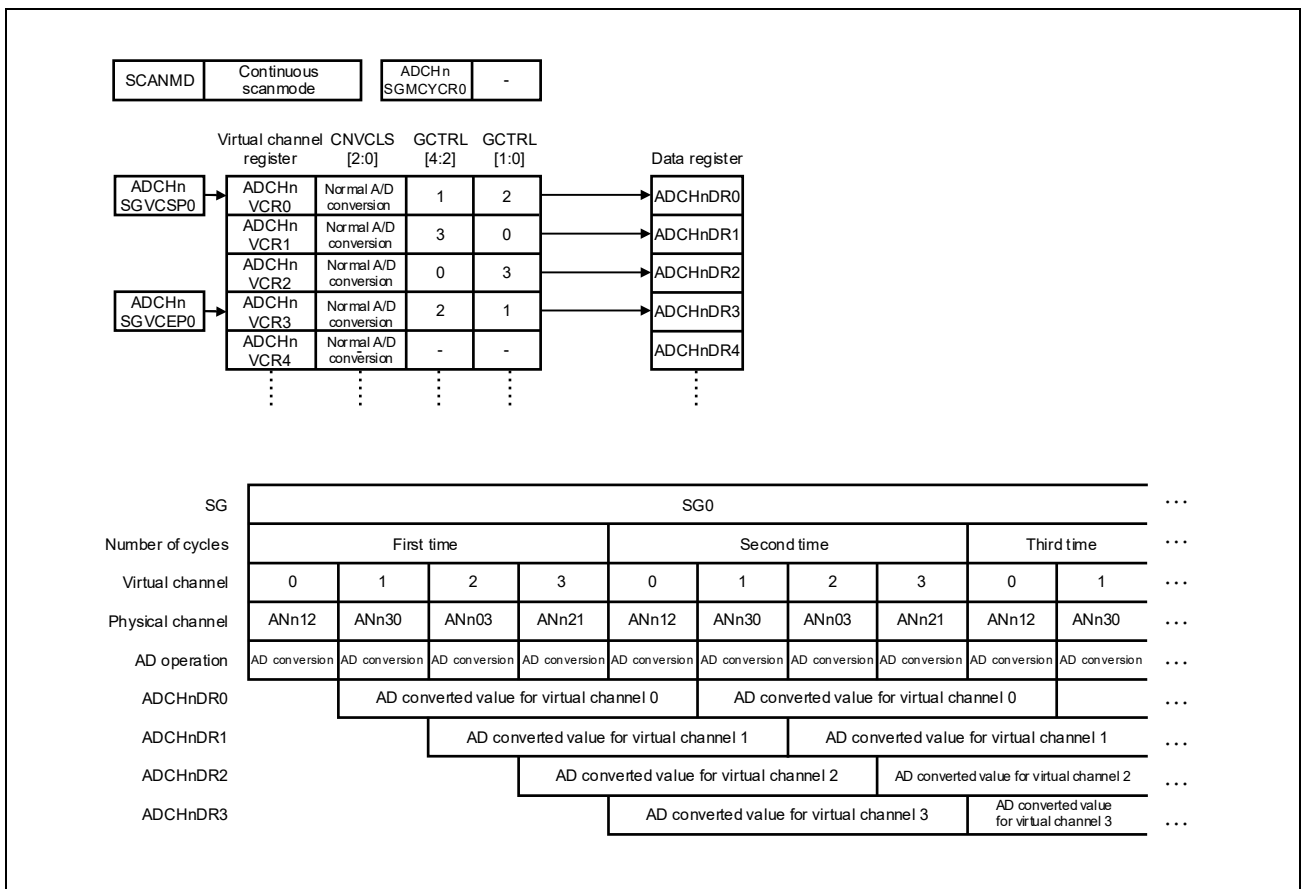 SCANMD Continuous scanmode ADCHn SGMCYCR0 -
Virtual channel register CNVCLS [2:0] GCTRL [4:2] GCTRL [1:0] Data register
ADCHn SGVCSP0 ADCHn VCR0 Normal A/D conversion 1 2 ADCHnDR0
ADCHn VCR1 Normal A/D conversion 3 0 ADCHnDR1
ADCHn VCR2 Normal A/D conversion 0 3 ADCHnDR2
ADCHn SGVCEP0 ADCHn VCR3 Normal A/D conversion 2 1 ADCHnDR3
ADCHn VCR4 Normal A/D conversion - - - ADCHnDR4
SG SG0 ...
Number of cycles First time Second time Third time ...
Virtual channel 0 1 2 3 0 1 2 3 0 1 ...
Physical channel ANn12 ANn30 ANn03 ANn21 ANn12 ANn30 ANn03 ANn21 ANn12 ANn30 ...
AD operation AD conversion AD conversion AD conversion AD conversion AD conversion AD conversion AD conversion AD conversion AD conversion AD conversion ...
ADCHnDR0 AD converted value for virtual channel 0 AD converted value for virtual channel 0 ...
ADCHnDR1 AD converted value for virtual channel 1 AD converted value for virtual channel 1 ...
ADCHnDR2 AD converted value for virtual channel 2 AD converted value for virtual channel 2 ...
ADCHnDR3 AD converted value for virtual channel 3 AD converted value for virtual channel 3 ...